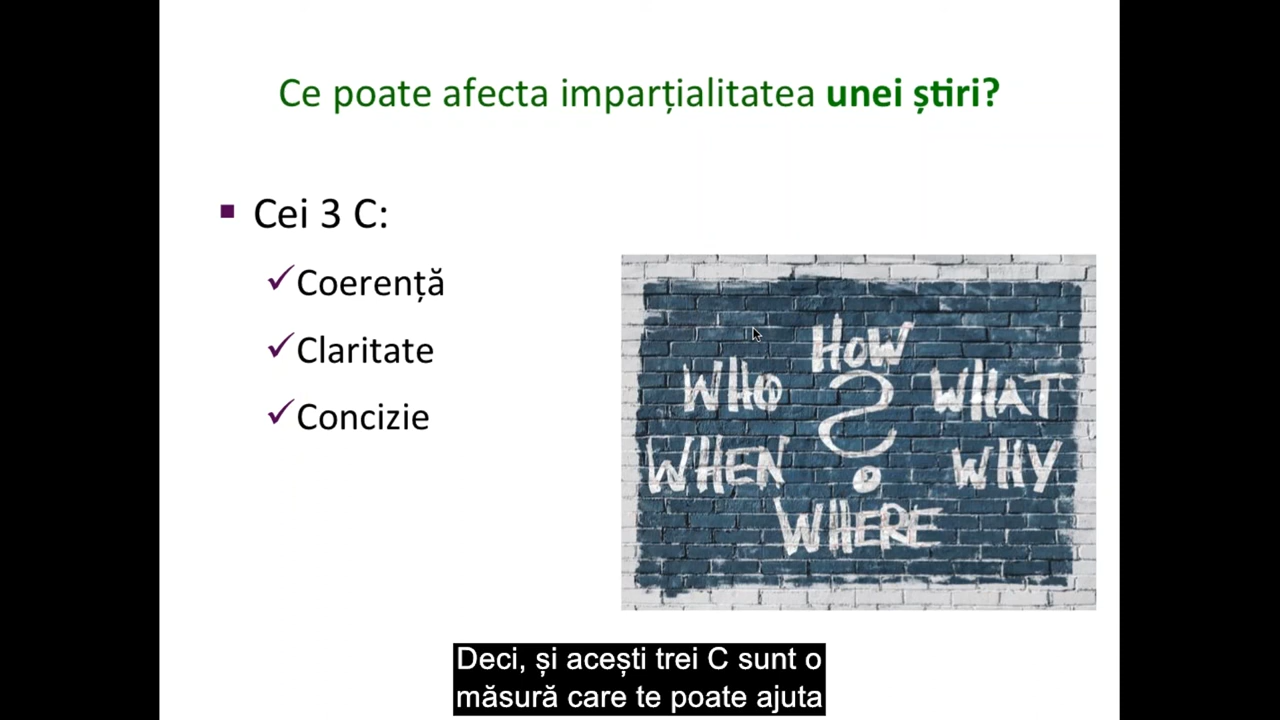 Ce poate afecta imparțialitatea unei știri?
Cei 3 C:
Coerență
Claritate
Concizie
HOW
WHO
WHAT
?
WHEN
WHY
WHERE
Deci, și acești trei C sunt o
măsură care te poate ajuta